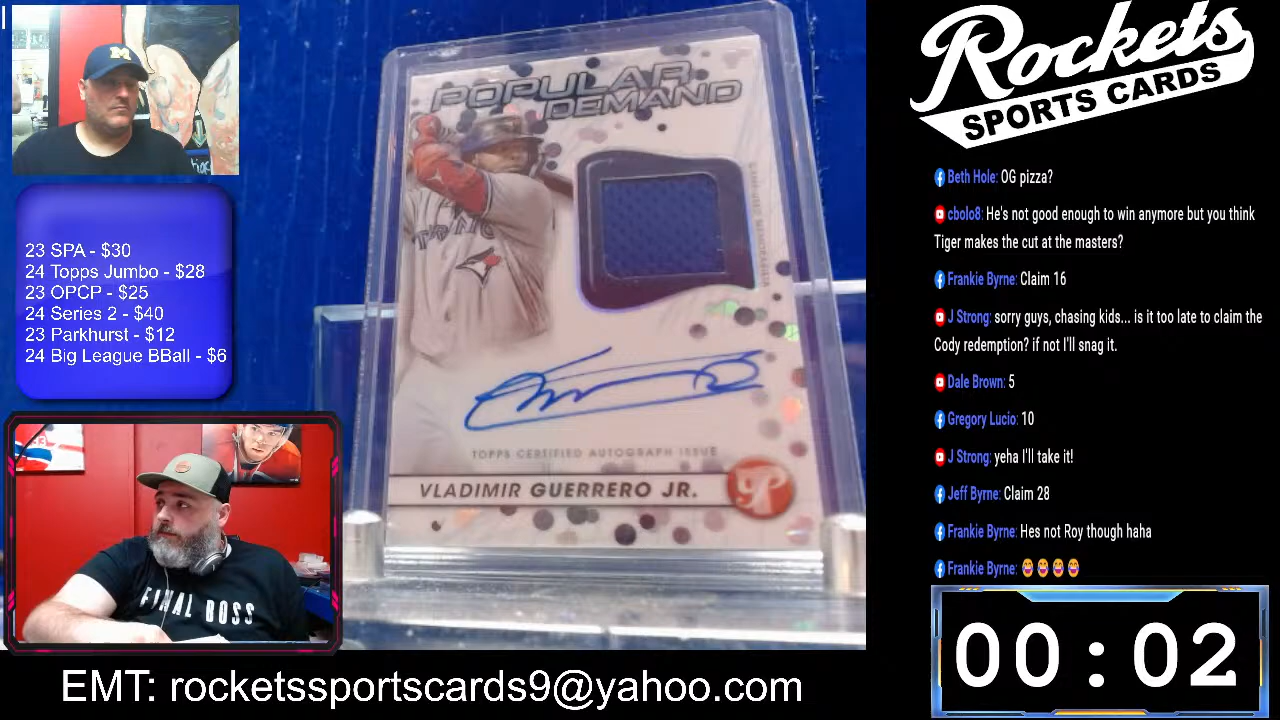 M
23 SPA - $30
24 Topps Jumbo - $28
23 OPCP - $25
24 Series 2 - $40
23 Parkhurst - $12
24 Big League BBall - $6
FINAL BOSS
POPULAR
DEMAND
TOPPS CERTIFIED AUTOGRAPH ISSUE
VLADIMIR GUERRERO JR.
P
EMT: rocketssportscards9@yahoo.com
Rockets
SPORTS CARDS
Beth Hole: OG pizza?
cbolo8: He's not good enough to win anymore but you think
Tiger makes the cut at the masters?
Frankie Byrne: Claim 16
J Strong: sorry guys, chasing kids... is it too late to claim the
Cody redemption? if not I'll snag it.
Dale Brown: 5
Gregory Lucio: 10
J Strong: yeha I'll take it!
Jeff Byrne: Claim 28
Frankie Byrne: Hes not Roy though haha
Frankie Byrne: 😂😂😂😂
00:02